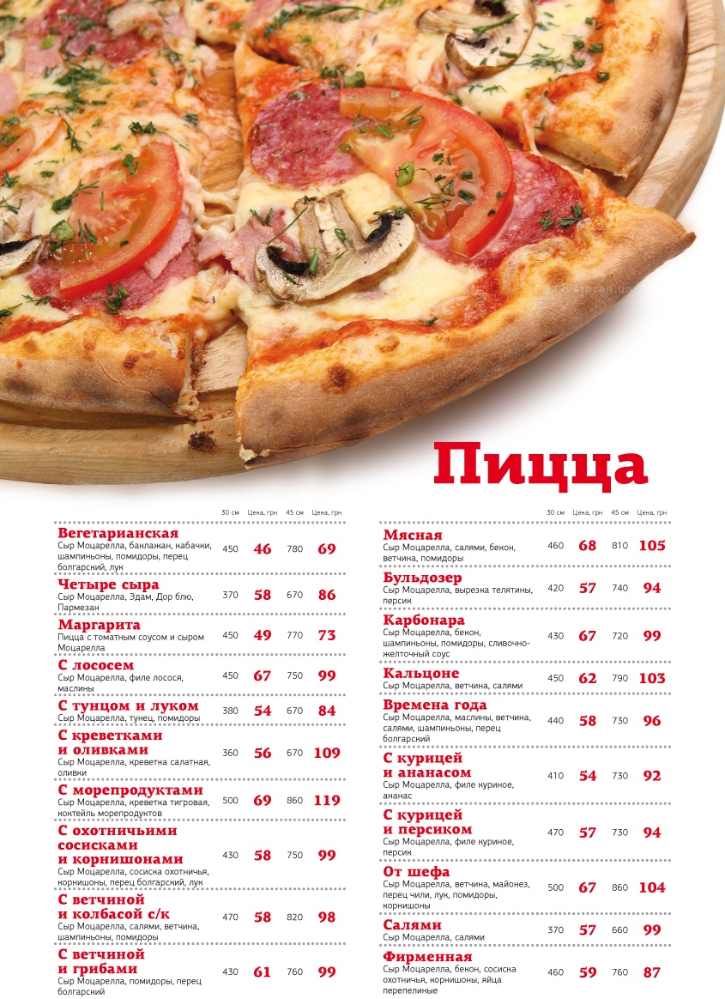 Пицца
30 см Цена, грн 45 см Цена, грн
Вегетарианская
Сыр Моцарелла, баклажан, кабачки,
шампиньоны, помидоры, перец
болгарский, лук
450 46 780 69
Четыре сыра
Сыр Моцарелла, Эдам, Дор блю,
Пармезан
370 58 670 86
Маргарита
Пицца с томатным соусом и сыром
Моцарелла
450 49 770 73
С лососем
Сыр Моцарелла, филе лосося,
маслины
450 67 750 99
С тунцом и луком
Сыр Моцарелла, тунец, помидоры
380 54 670 84
С креветками
и оливками
Сыр Моцарелла, креветка салатная,
оливки
360 56 670 109
С морепродуктами
Сыр Моцарелла, креветка тигровая,
коктейль морепродуктов
500 69 860 119
С охотничьими
сосисками
и корнишонами
Сыр Моцарелла, сосиска охотничья,
корнишоны, перец болгарский, лук
430 58 750 99
С ветчиной
и колбасой с/к
Сыр Моцарелла, салями, ветчина,
шампиньоны, помидоры
470 58 820 98
С ветчиной
и грибами
Сыр Моцарелла, помидоры, перец
болгарский
430 61 760 99
30 см Цена, грн 45 см Цена, грн
Мясная
Сыр Моцарелла, салями, бекон,
ветчина, помидоры
460 68 810 105
Бульдозер
Сыр Моцарелла, вырезка телятины,
персик
420 57 740 94
Карбонара
Сыр Моцарелла, бекон,
шампиньоны, помидоры, сливочно-
желточный соус
430 67 720 99
Кальцоне
Сыр Моцарелла, ветчина, салями
450 62 790 103
Времена года
Сыр Моцарелла, маслины, ветчина,
салями, шампиньоны, перец
болгарский
440 58 730 96
С курицей
и ананасом
Сыр Моцарелла, филе куриное,
ананас
410 54 730 92
С курицей
и персиком
Сыр Моцарелла, филе куриное,
персик
470 57 730 94
От шефа
Сыр Моцарелла, ветчина, майонез,
перец чили, лук, помидоры,
корнишоны
500 67 860 104
Салями
Сыр Моцарелла, салями
370 57 660 99
Фирменная
Сыр Моцарелла, бекон, сосиска
охотничья, корнишоны, яйца
перепелиные
460 59 760 87